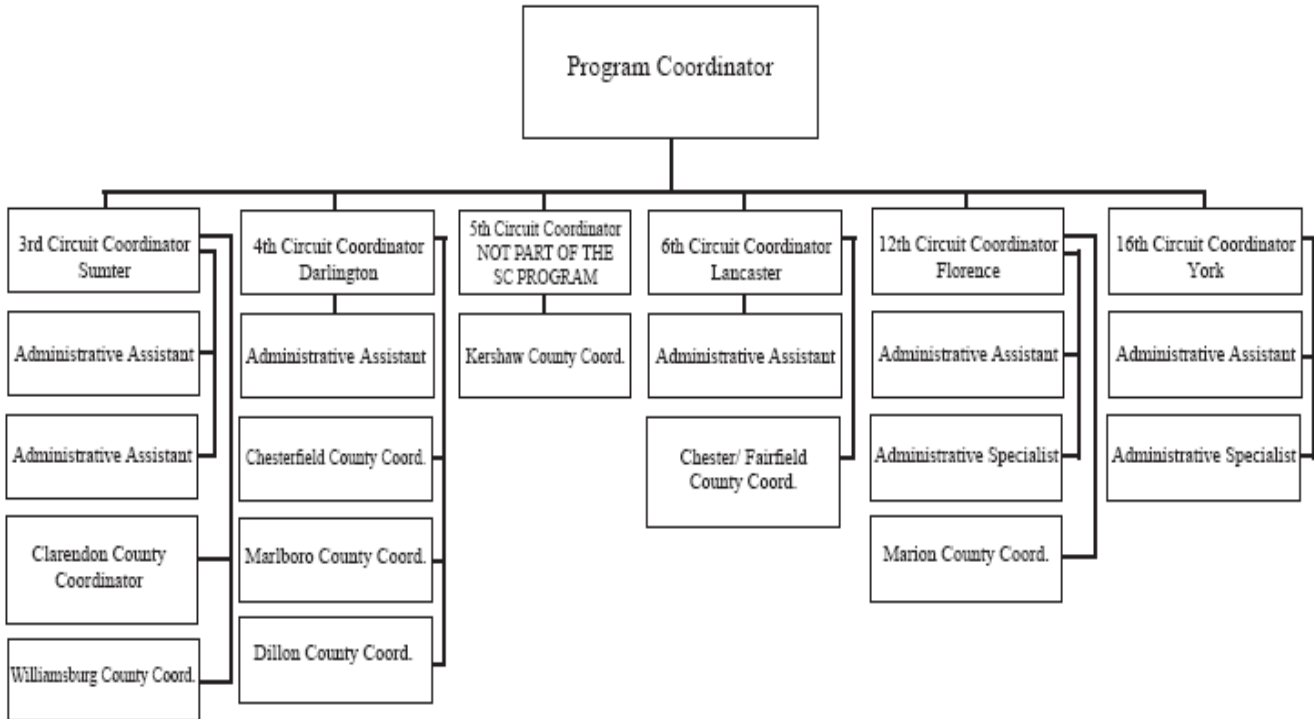 Program Coordinator
3rd Circuit Coordinator
Sumter
4th Circuit Coordinator
Darlington
5th Circuit Coordinator
NOT PART OF THE
SC PROGRAM
6th Circuit Coordinator
Lancaster
12th Circuit Coordinator
Florence
16th Circuit Coordinator
York
Administrative Assistant
Administrative Assistant
Kershaw County Coord.
Administrative Assistant
Administrative Assistant
Administrative Assistant
Administrative Assistant
Chesterfield County Coord.
Chester/ Fairfield
County Coord.
Administrative Specialist
Administrative Specialist
Clarendon County
Coordinator
Marlboro County Coord.
Marion County Coord.
Williamsburg County Coord.
Dillon County Coord.